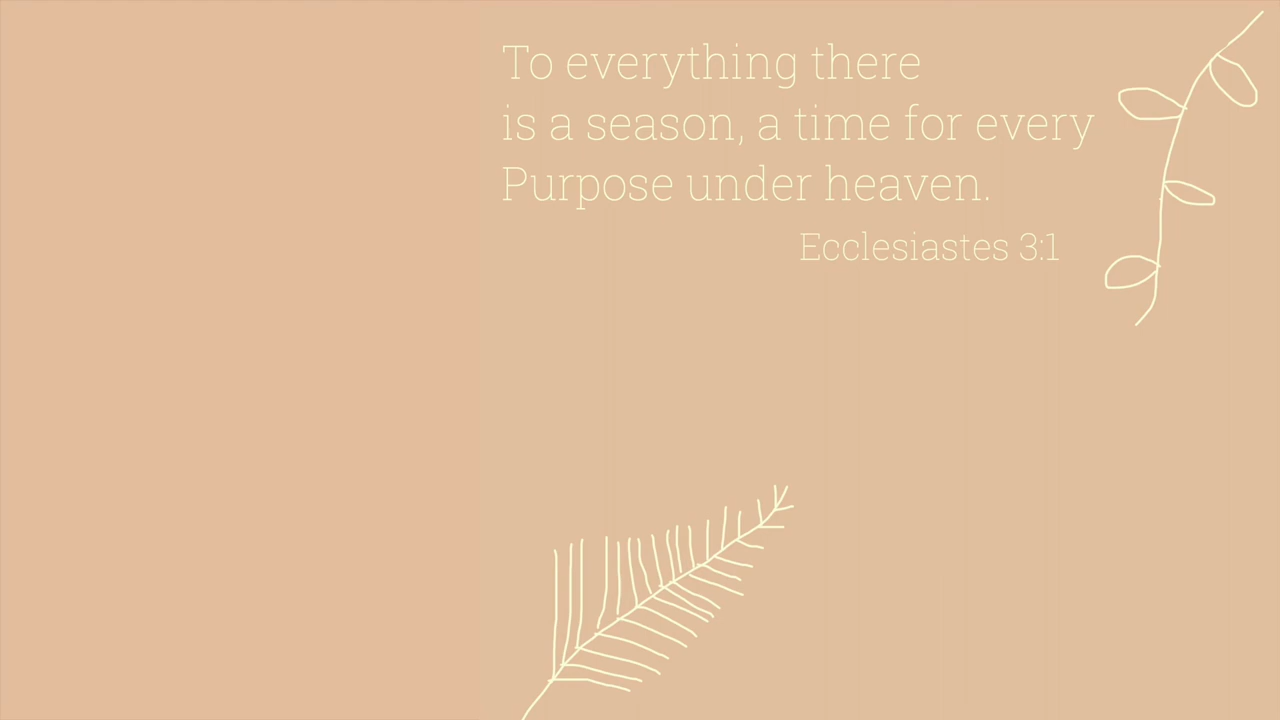 To everything there
is a season, a time for every
Purpose under heaven.
Ecclesiastes 3:1